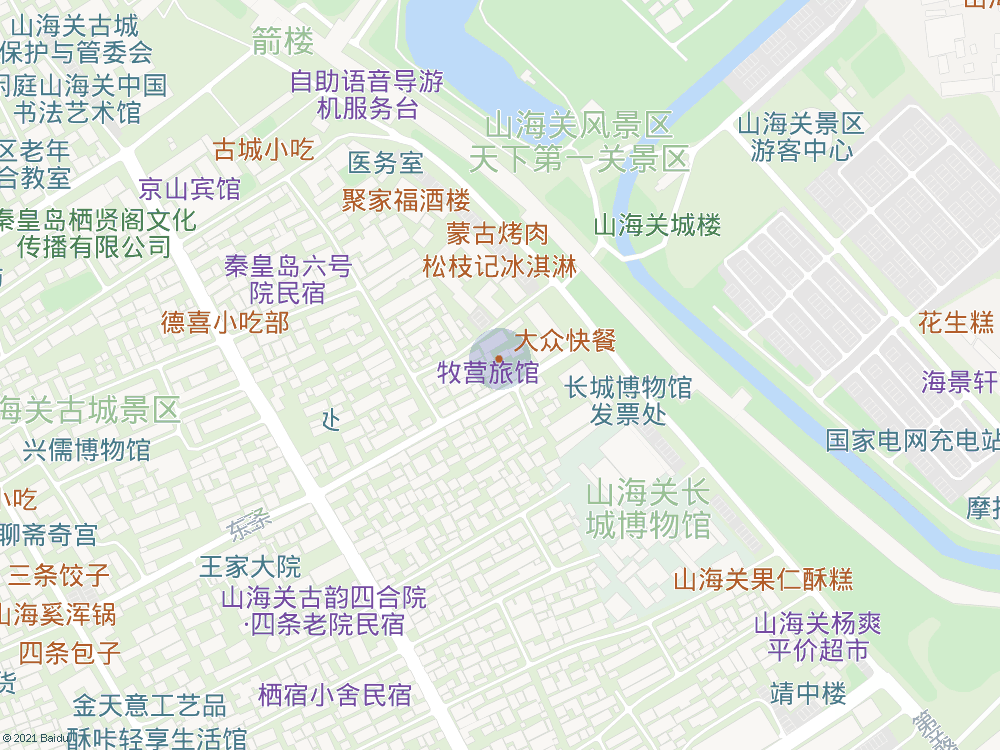 山海关古城
保护与管委会
闲庭山海关中国
书法艺术馆
箭楼
自助语音导游
机服务台
古城小吃
医务室
区老年
合教室
京山宾馆
聚家福酒楼
山海关风景区
天下第一关景区
山海关景区
游客中心
秦皇岛栖贤阁文化
传播有限公司
蒙古烤肉
山海关城楼
秦皇岛六号
院民宿
松枝记冰淇淋
德喜小吃部
大众快餐
花生糕
牧营旅馆
长城博物馆
发票处
海景轩
海关古城景区
处
兴儒博物馆
国家电网充电站
小吃
山海关长
城博物馆
东条
聊斋奇宫
王家大院
三条饺子
山海关果仁酥糕
山海关古韵四合院
·四条老院民宿
山海奚浑锅
四条包子
山海关杨爽
平价超市
货
栖宿小舍民宿
靖中楼
金天意工艺品
酥咔轻享生活馆
© 2021 Baidu